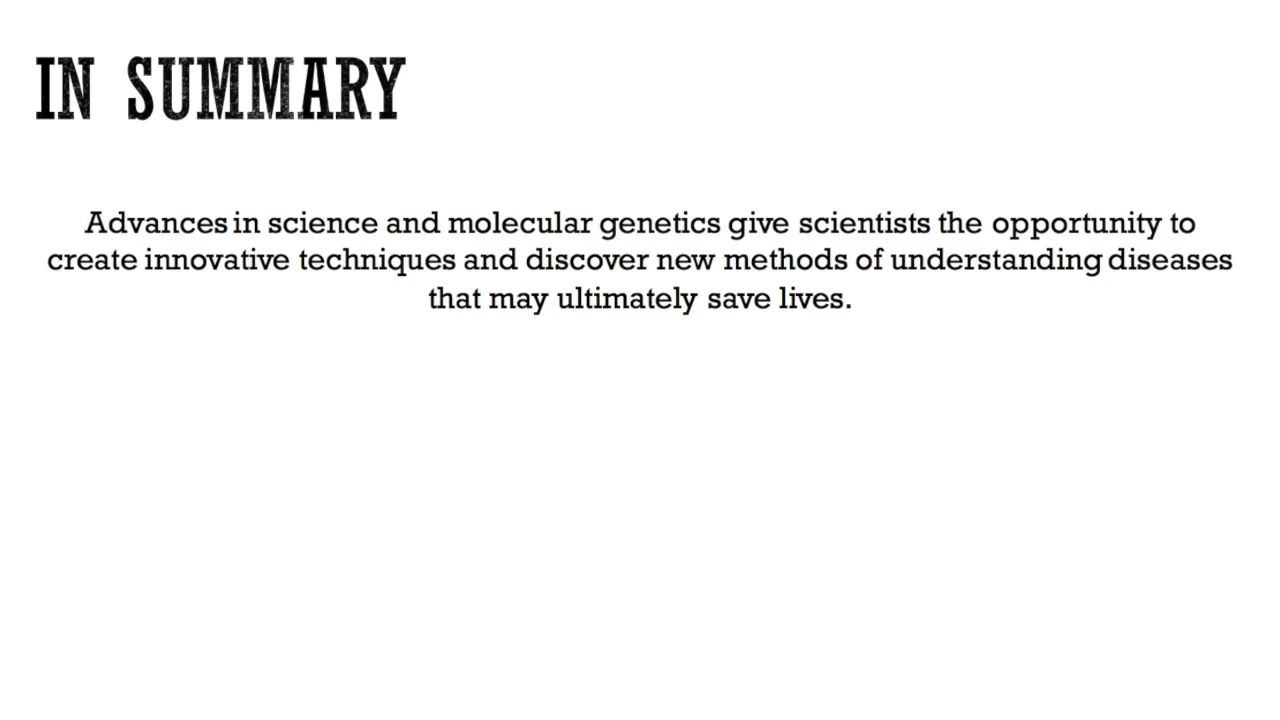 IN SUMMARY
Advances in science and molecular genetics give scientists the opportunity to
create innovative techniques and discover new methods of understanding diseases
that may ultimately save lives.